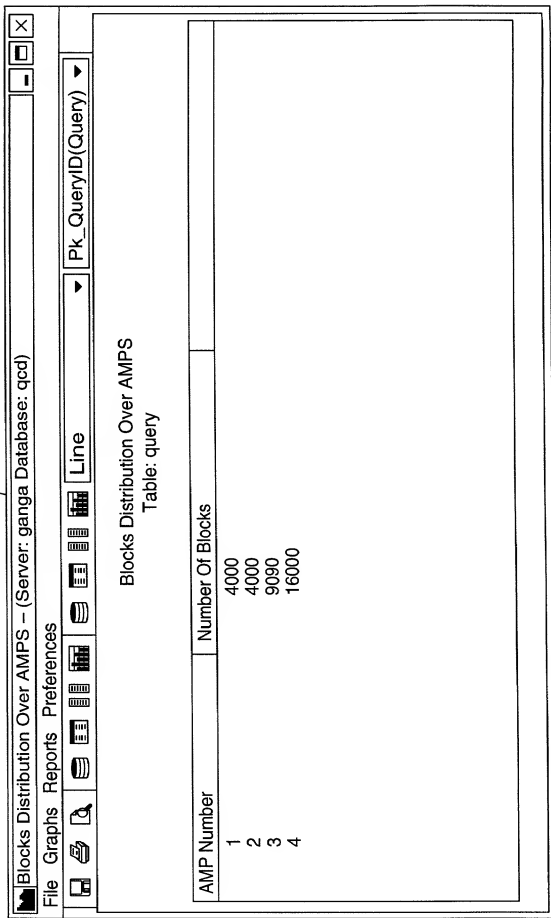 Blocks Distribution Over AMPS – (Server: ganga Database: qcd)
File Graphs Reports Preferences
Line Pk_QueryID(Query)
Blocks Distribution Over AMPS
Table: query
AMP Number Number Of Blocks
1 4000
2 4000
3 9090
4 16000